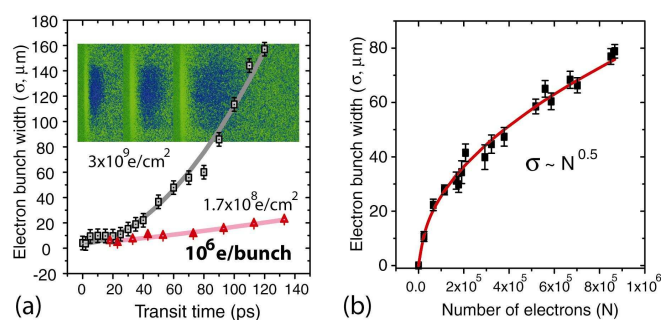 180
160
140
120
100
80
60
40
20
0
-20
0 20 40 60 80 100 120 140
Electron bunch width (σ, μm)
Transit time (ps)
3x10⁹e/cm²
1.7x10⁸e/cm²
10⁶e/bunch
(a)
80
60
40
20
0
0 2x10⁵ 4x10⁵ 6x10⁵ 8x10⁵ 1x10⁶
Electron bunch width (σ, μm)
Number of electrons (N)
σ ~ N⁰·⁵
(b)